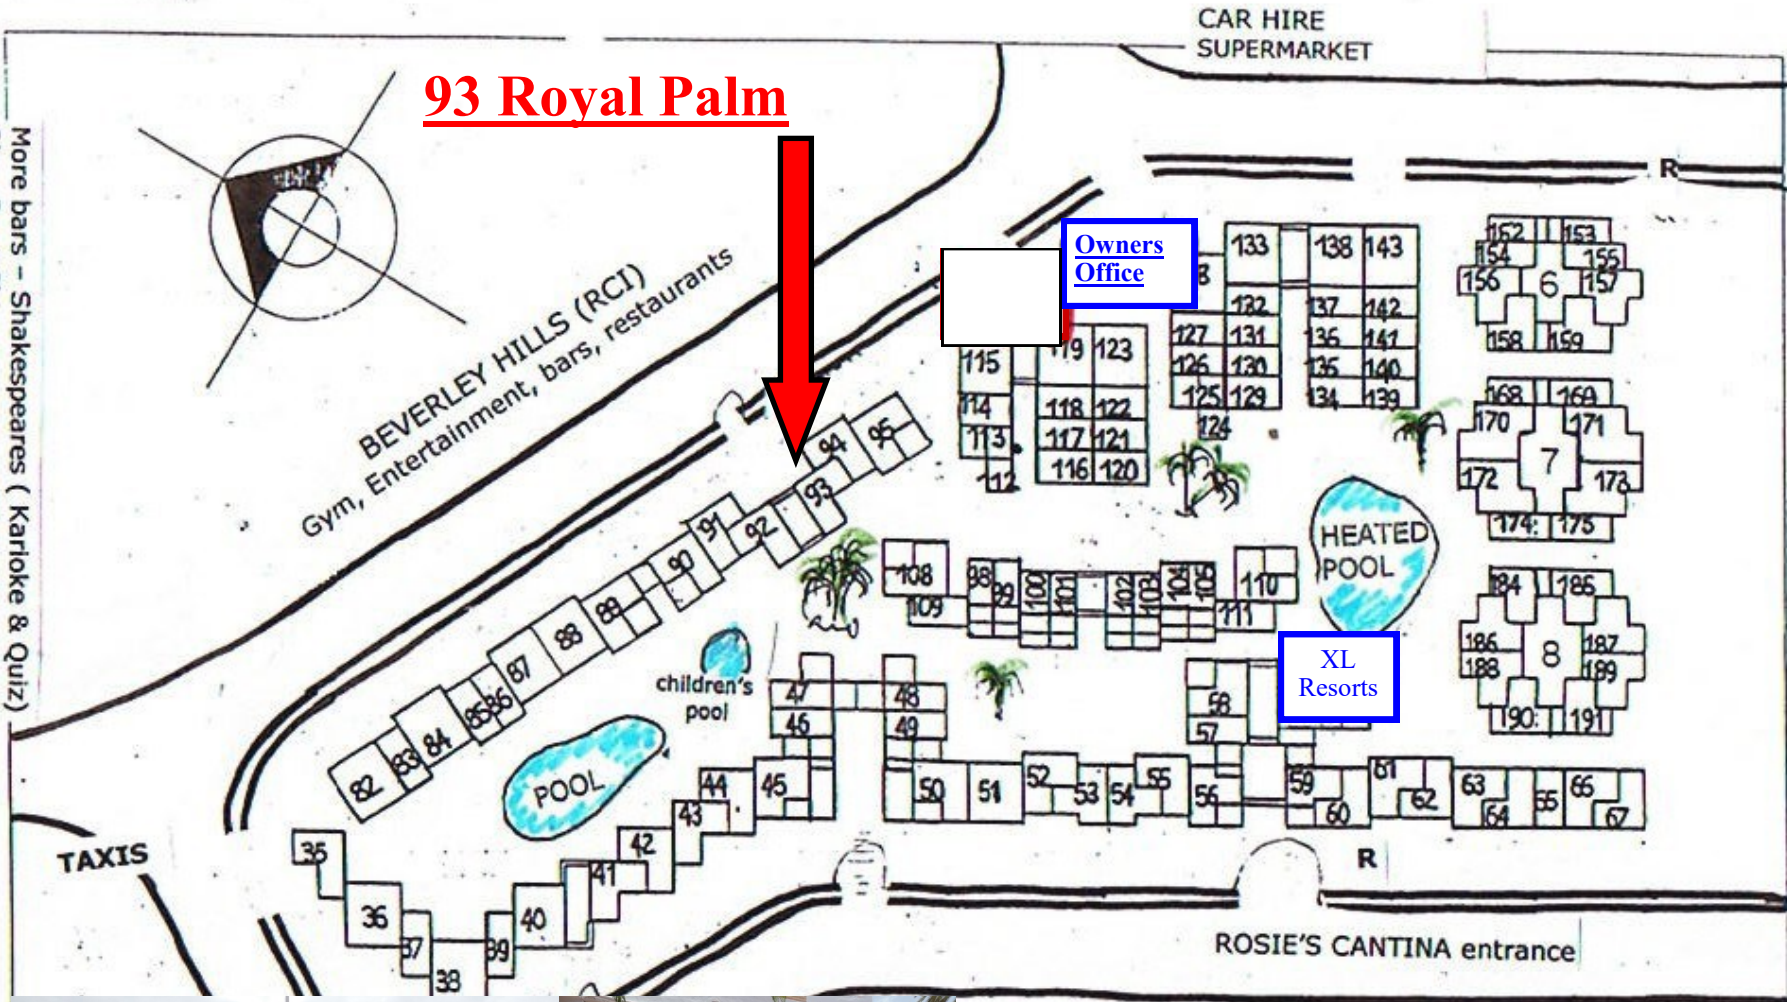 CAR HIRE
SUPERMARKET
93 Royal Palm
More bars - Shakespeares ( Karioke & Quiz)
BEVERLEY HILLS (RCI)
Gym, Entertainment, bars, restaurants
R
Owners
Office
133 138 143
132 137 142
127 131 136 141
126 130 135 140
125 129 134 139
124
152 153
154 155
156 6 157
158 159
115 119 123
114 118 122
113 117 121
112 116 120
168 169
170 171
7
172 173
174 175
95
94
93
92
91
90
89
88
87
86
85
84
83
82
HEATED
POOL
108 98 99 100 101 102 103 104 105 110
109 111
184 185
186 8 187
188 189
190 191
children's
pool
XL
Resorts
47 48
46 49
58
57
POOL
45 44 43 42 41 40 39 38 37 36 35
50 51 52 53 54 55 56 59 60 61 62 63 64 65 66 67
TAXIS
R
ROSIE'S CANTINA entrance